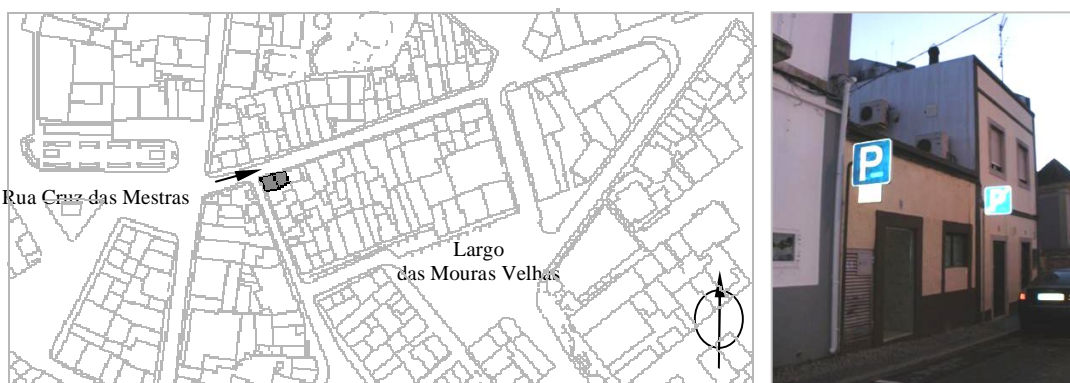 Rua Cruz das Mestras
Largo
das Mouras Velhas
P
P